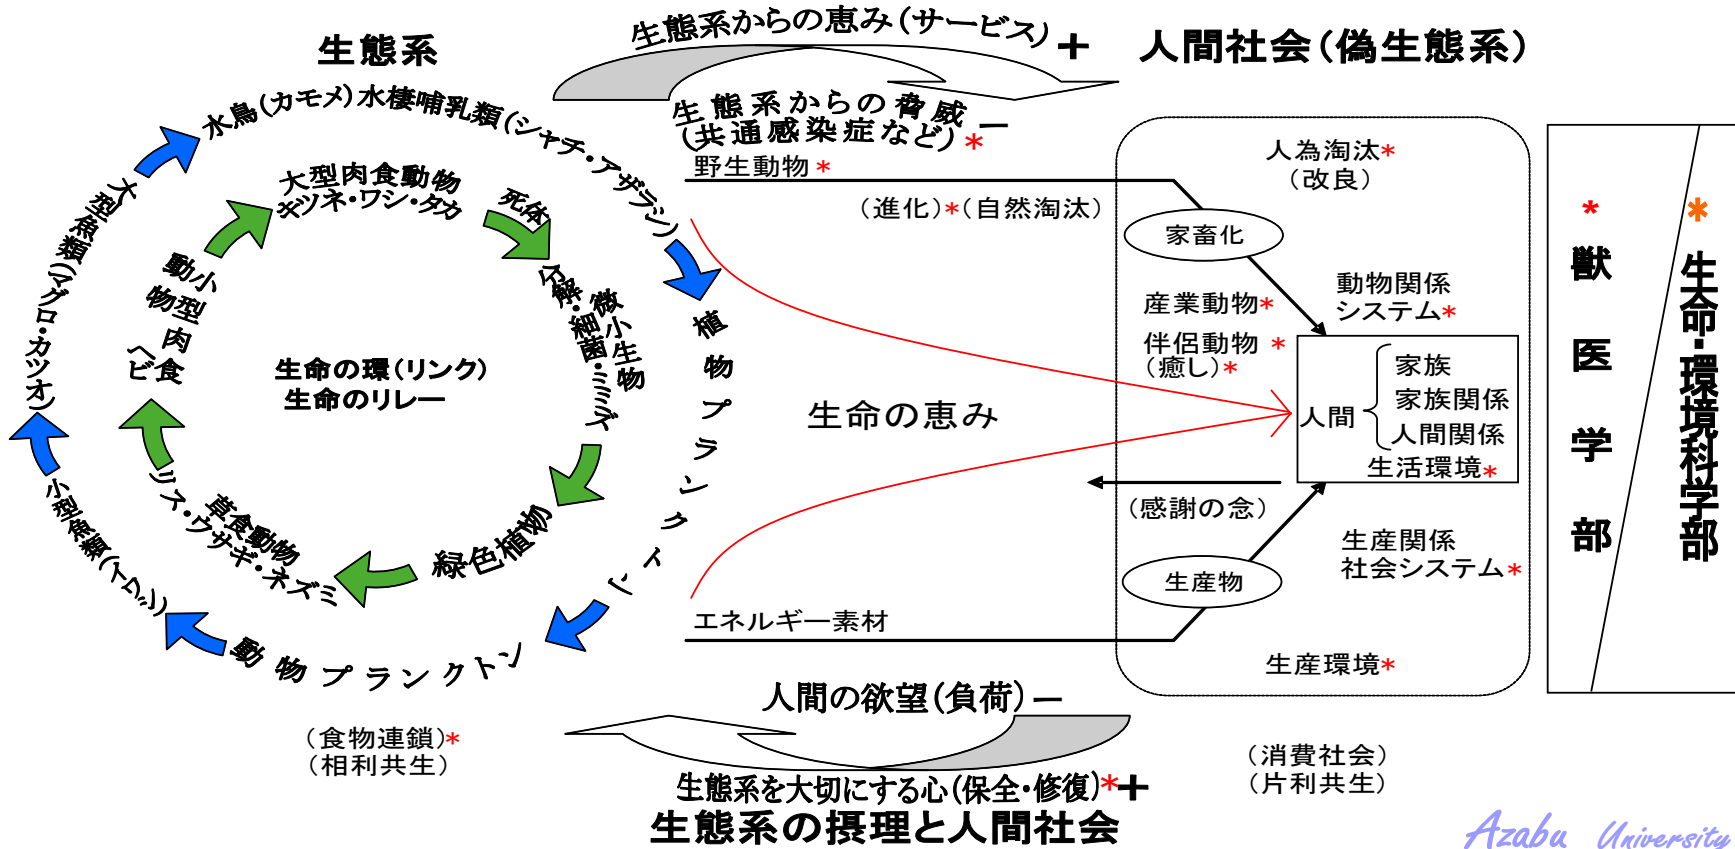 生態系
生態系からの恵み(サービス)＋
人間社会(偽生態系)
生態系からの脅威－
(共通感染症など)*
水鳥(カモメ)水棲哺乳類(シャチ・アザラシ)
植物プランクトン
動物プランクトン
小型魚類(イワシ)
大型魚類(マグロ・カツオ)
大型肉食動物
キツネ・ワシ・タカ
死体
分解・細菌・ミミズ
微小生物
緑色植物
草食動物
リス・ウサギ・ネズミ
小型肉食
動物
ヘビ
生命の環(リンク)
生命のリレー
野生動物*
(進化)*(自然淘汰)
生命の恵み
(感謝の念)
エネルギー素材
人為淘汰*
(改良)
家畜化
動物関係
システム*
産業動物*
伴侶動物*
(癒し)*
人間
家族
家族関係
人間関係
生活環境*
生産関係
社会システム*
生産物
生産環境*
*獣医学部
*生命・環境科学部
人間の欲望(負荷)－
(食物連鎖)*
(相利共生)
(消費社会)
(片利共生)
生態系を大切にする心(保全・修復)*＋
生態系の摂理と人間社会
Azabu University